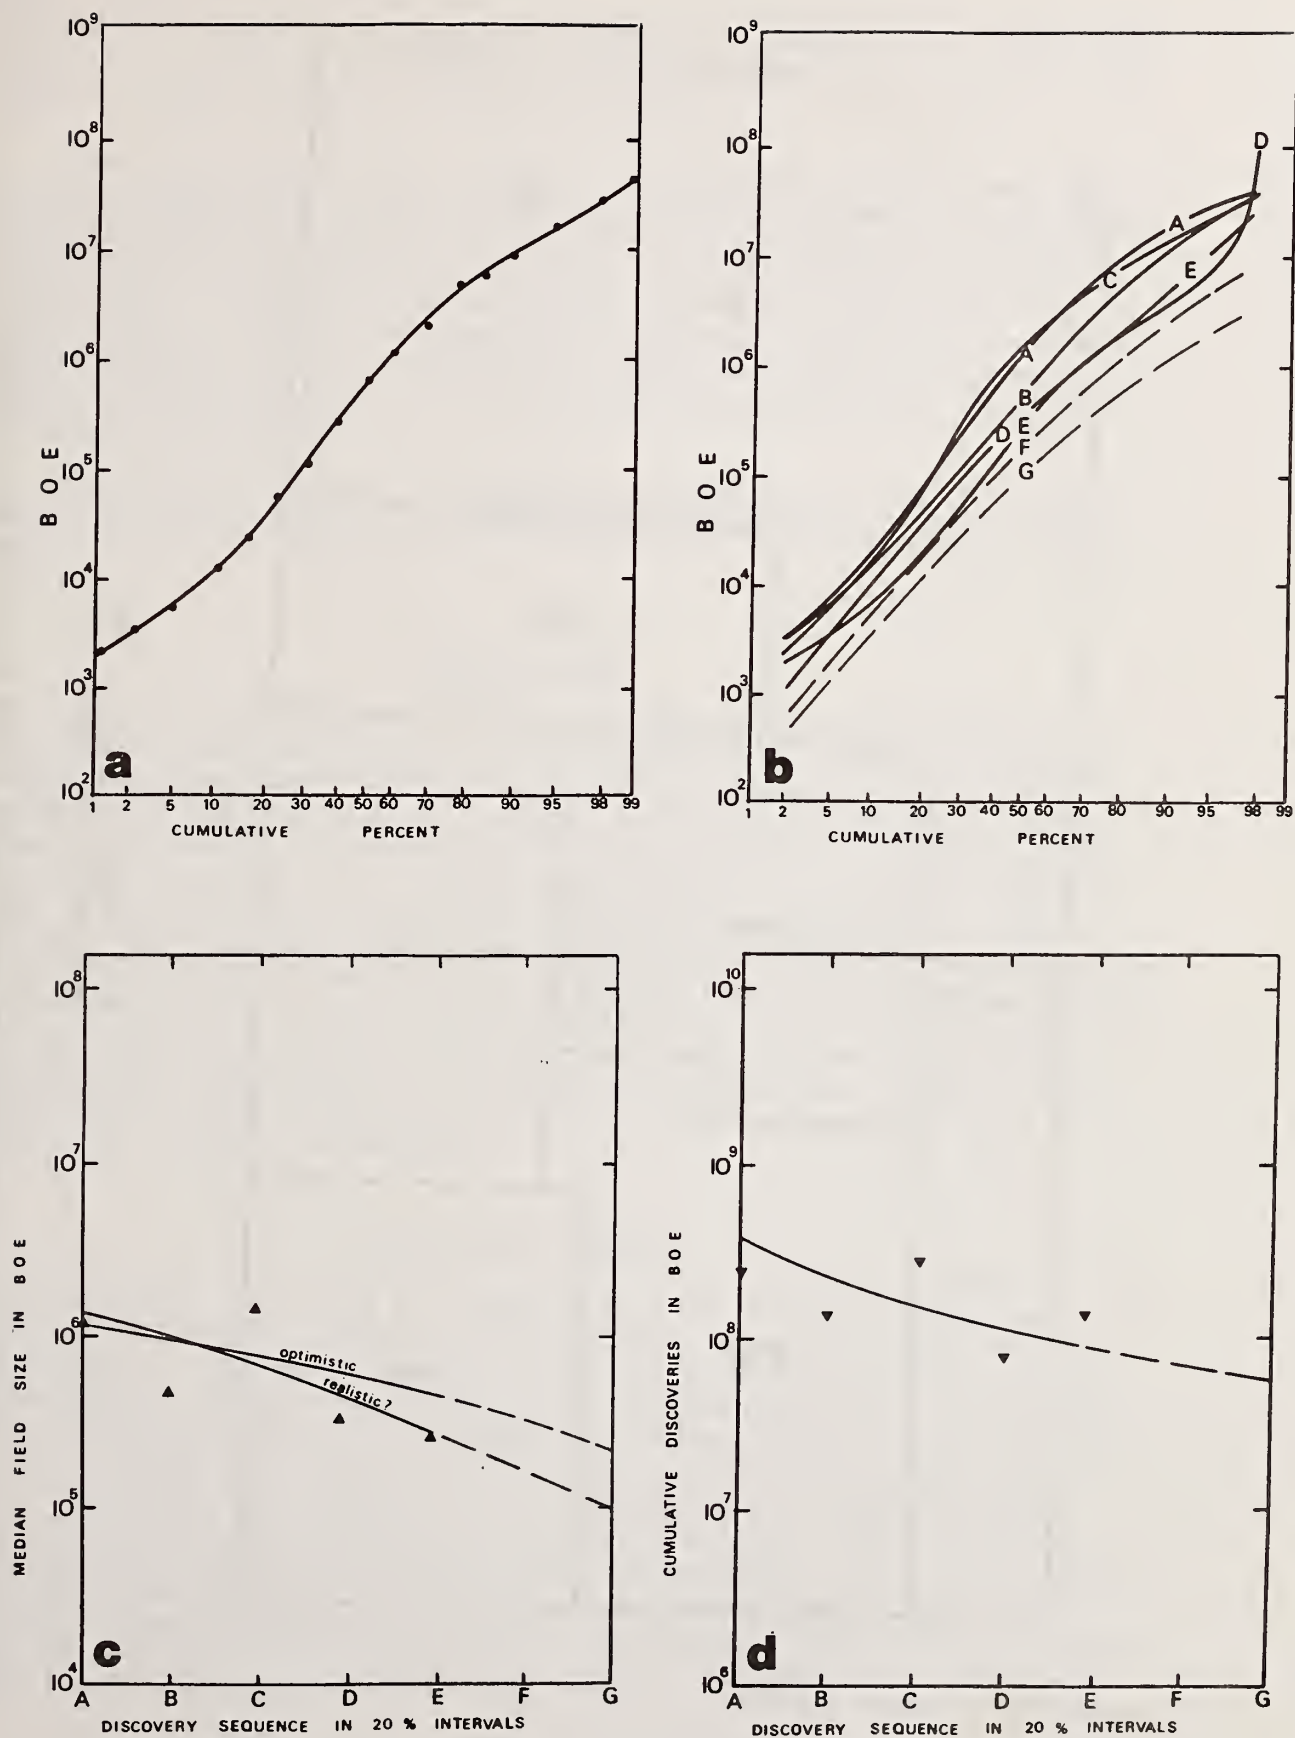 10⁹
10⁸
10⁷
10⁶
10⁵
10⁴
10³
10²
BOE
a
1 2 5 10 20 30 40 50 60 70 80 90 95 98 99
CUMULATIVE PERCENT
10⁹
10⁸
10⁷
10⁶
10⁵
10⁴
10³
10²
BOE
D
A
E
C
A
B
E
D
F
G
b
1 2 5 10 20 30 40 50 60 70 80 90 95 98 99
CUMULATIVE PERCENT
10⁸
10⁷
10⁶
10⁵
10⁴
MEDIAN FIELD SIZE IN BOE
optimistic
realistic?
c
A B C D E F G
DISCOVERY SEQUENCE IN 20 % INTERVALS
10¹⁰
10⁹
10⁸
10⁷
10⁶
CUMULATIVE DISCOVERIES IN BOE
d
A B C D E F G
DISCOVERY SEQUENCE IN 20 % INTERVALS